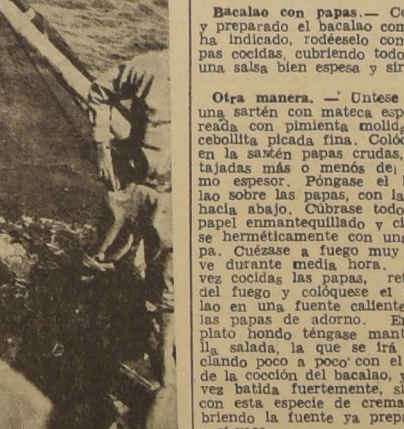 Bacalao con papas.— Co
y preparado el bacalao com
ha indicado, rodéeselo con
pas cocidas, cubriendo todo
una salsa bien espesa y sir
Otra manera. — Untese
una sartén con mateca esp
reada con pimienta molid
cebollita picada fina. Colóq
en la sastén papas crudas,
tajadas más o menós del
mo espesor. Póngase el
lao sobre las papas, con la
hacia abajo. Cúbrase todo
papel enmantequillado y ci
se herméticamente con una
pa. Cuézase a fuego muy
ve durante media hora.
vez cocidas las papas, ret
del fuego y colóquese el
lao en una fuente caliente
las papas de adorno. En
plato hondo téngase mant
lla salada, la que se irá
clando poco a poco con el
de la cocción del bacalao, y
vez batida fuertemente, si
con esta especie de crema
briendo la fuente ya prepa